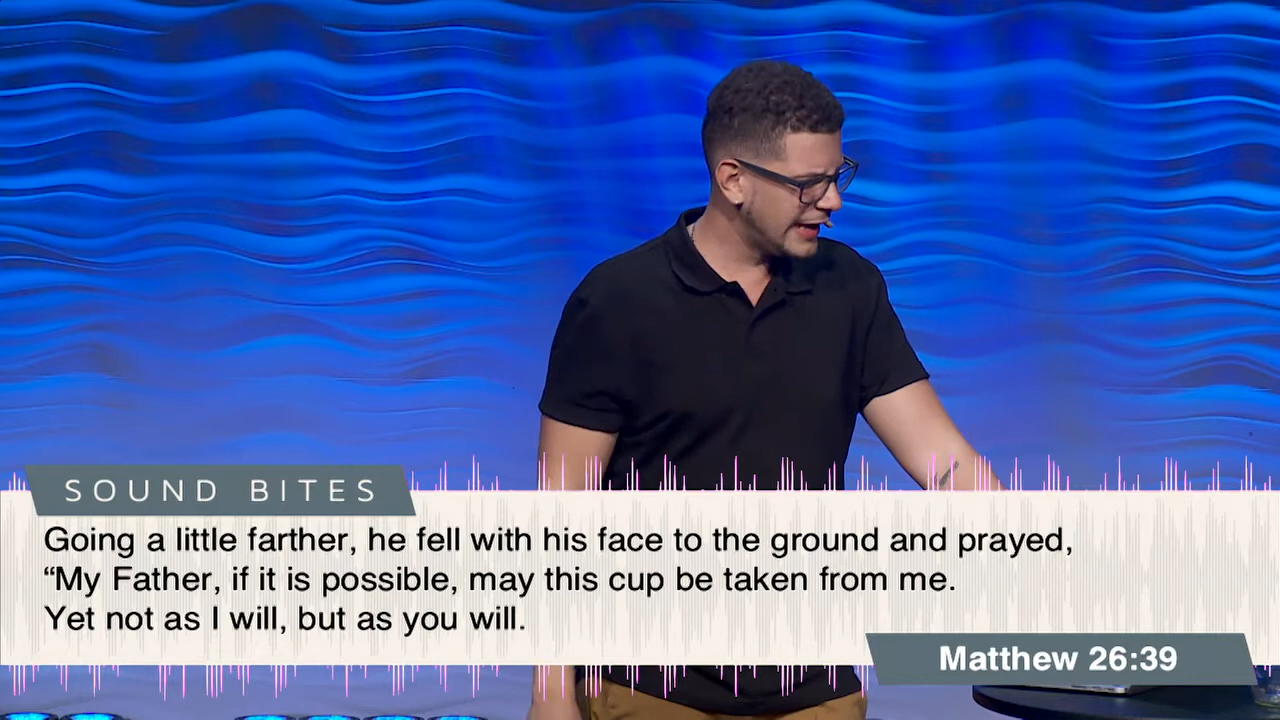 SOUND BITES
Going a little farther, he fell with his face to the ground and prayed,
“My Father, if it is possible, may this cup be taken from me.
Yet not as I will, but as you will.
Matthew 26:39